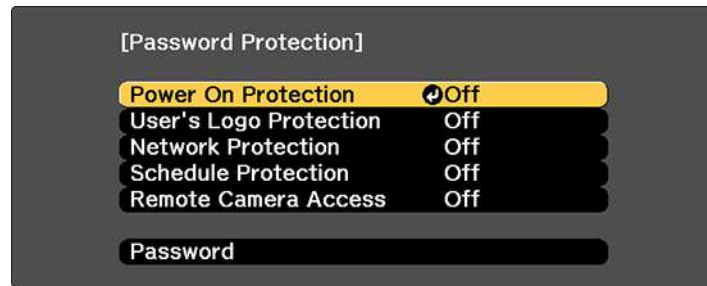 [Password Protection]
Power On Protection Off
User's Logo Protection Off
Network Protection Off
Schedule Protection Off
Remote Camera Access Off
Password